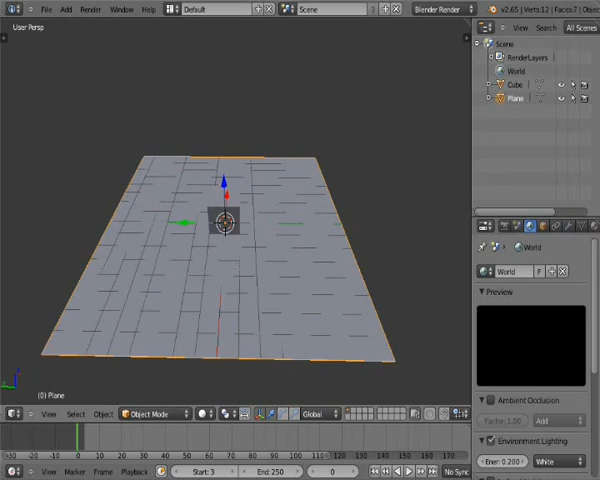 File Add Render Window Help Default Scene 3 Blender Render v2.65 | Verts:12 | Faces:7 | Objec
User Persp
View Search All Scenes
Scene
RenderLayers
World
Cube
Plane
World
World F
Preview
Ambient Occlusion
Factor: 1.00 Add
Environment Lighting
Ener: 0.200 White
(0) Plane
View Select Object Object Mode Global
-30 -20 -10 0 10 20 30 40 50 60 70 80 90 100 110 120 130 140 150 160 170
View Marker Frame Playback Start: 3 End: 250 0 No Sync